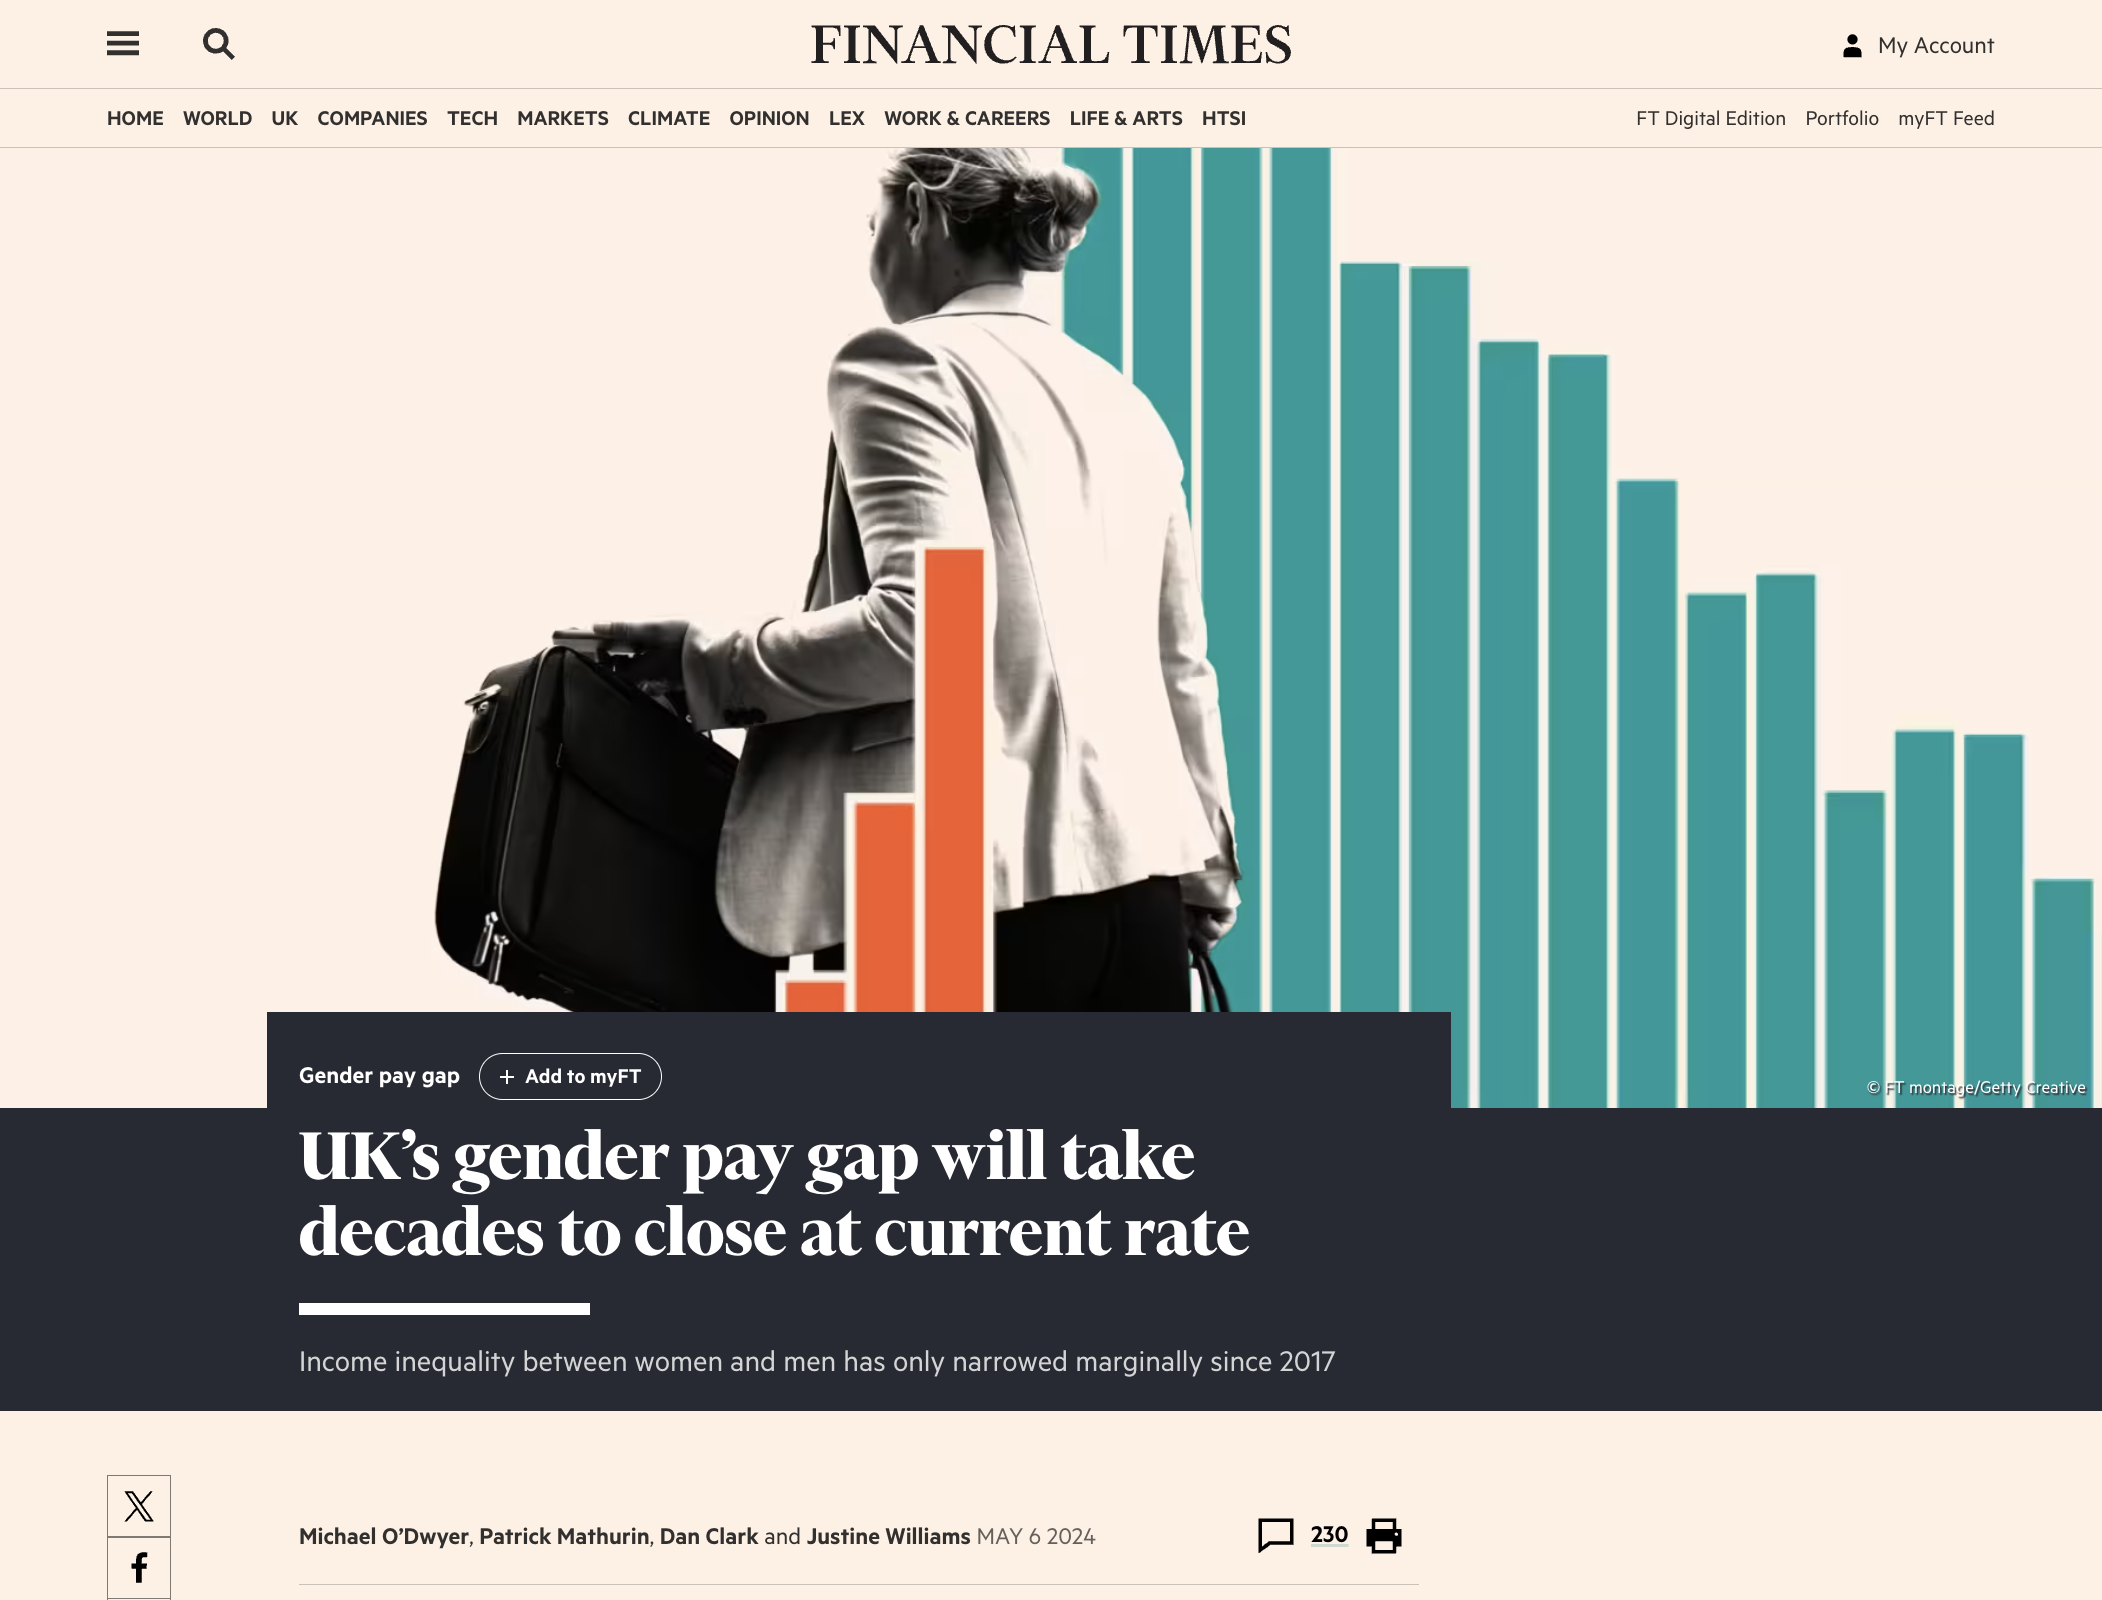 FINANCIAL TIMES
My Account
HOME WORLD UK COMPANIES TECH MARKETS CLIMATE OPINION LEX WORK & CAREERS LIFE & ARTS HTSI
FT Digital Edition Portfolio myFT Feed
© FT montage/Getty Creative
Gender pay gap + Add to myFT
UK’s gender pay gap will take
decades to close at current rate
Income inequality between women and men has only narrowed marginally since 2017
Michael O’Dwyer, Patrick Mathurin, Dan Clark and Justine Williams MAY 6 2024
230